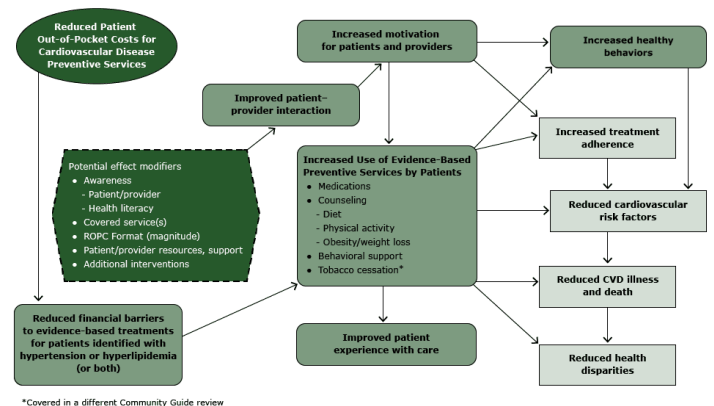 Reduced Patient
Out-of-Pocket Costs for
Cardiovascular Disease
Preventive Services
Increased motivation
for patients and providers
Increased healthy
behaviors
Improved patient–
provider interaction
Increased treatment
adherence
Potential effect modifiers
• Awareness
- Patient/provider
- Health literacy
• Covered service(s)
• ROPC Format (magnitude)
• Patient/provider resources, support
• Additional interventions
Increased Use of Evidence-Based
Preventive Services by Patients
• Medications
• Counseling
- Diet
- Physical activity
- Obesity/weight loss
• Behavioral support
• Tobacco cessation*
Reduced cardiovascular
risk factors
Reduced CVD illness
and death
Reduced financial barriers
to evidence-based treatments
for patients identified with
hypertension or hyperlipidemia
(or both)
Improved patient
experience with care
Reduced health
disparities
*Covered in a different Community Guide review